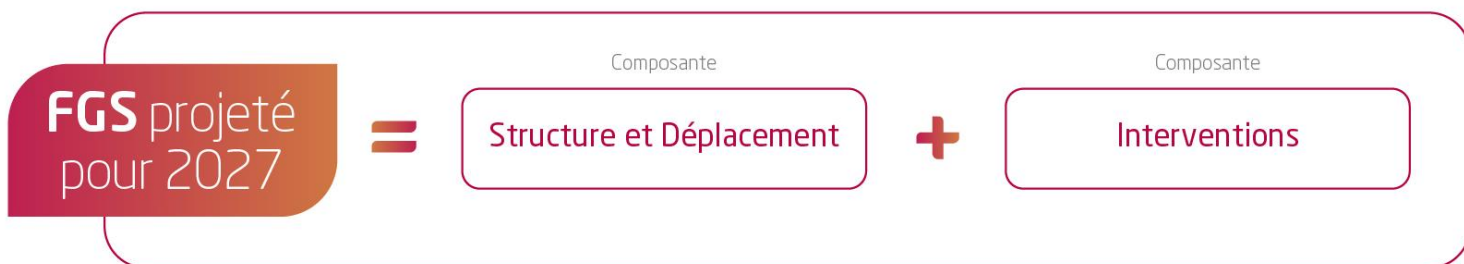 FGS projeté
pour 2027
=
Composante
Structure et Déplacement
+
Composante
Interventions